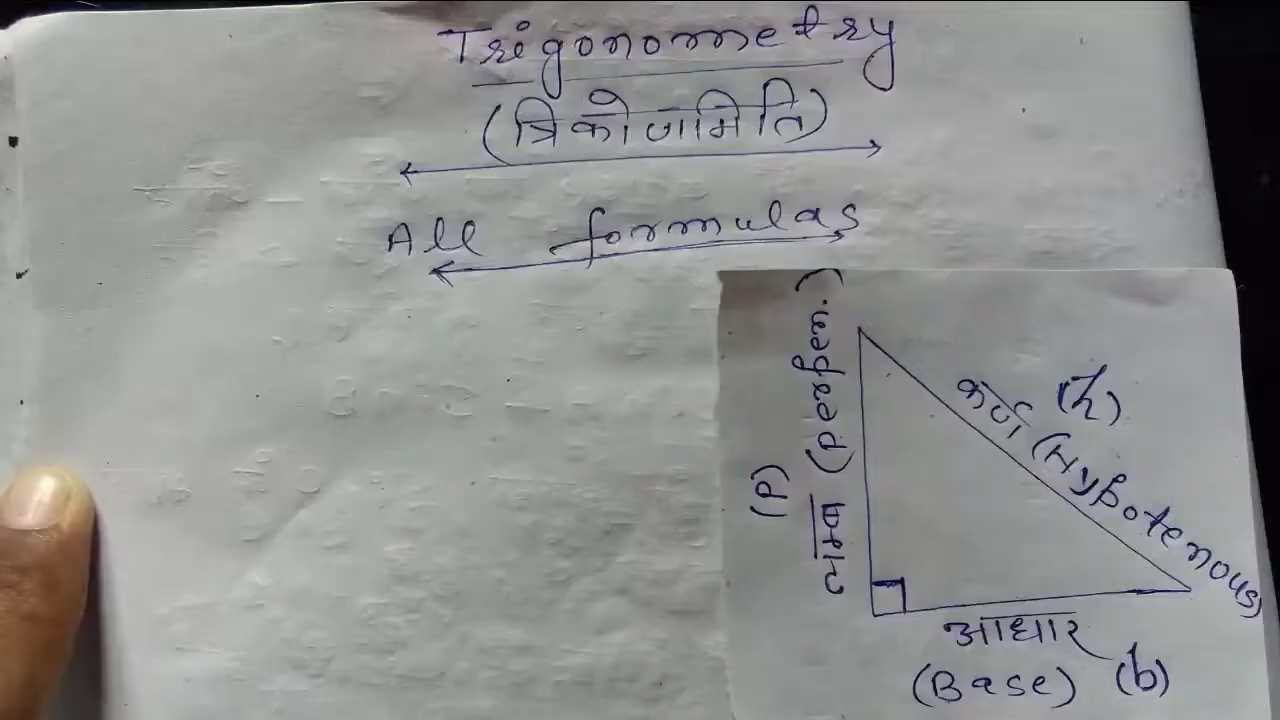 Trigonometry
(त्रिकोणमिति)
All formulas
लम्ब (perpen.)
(p)
कर्ण (Hypotenous)
(h)
आधार
(Base) (b)